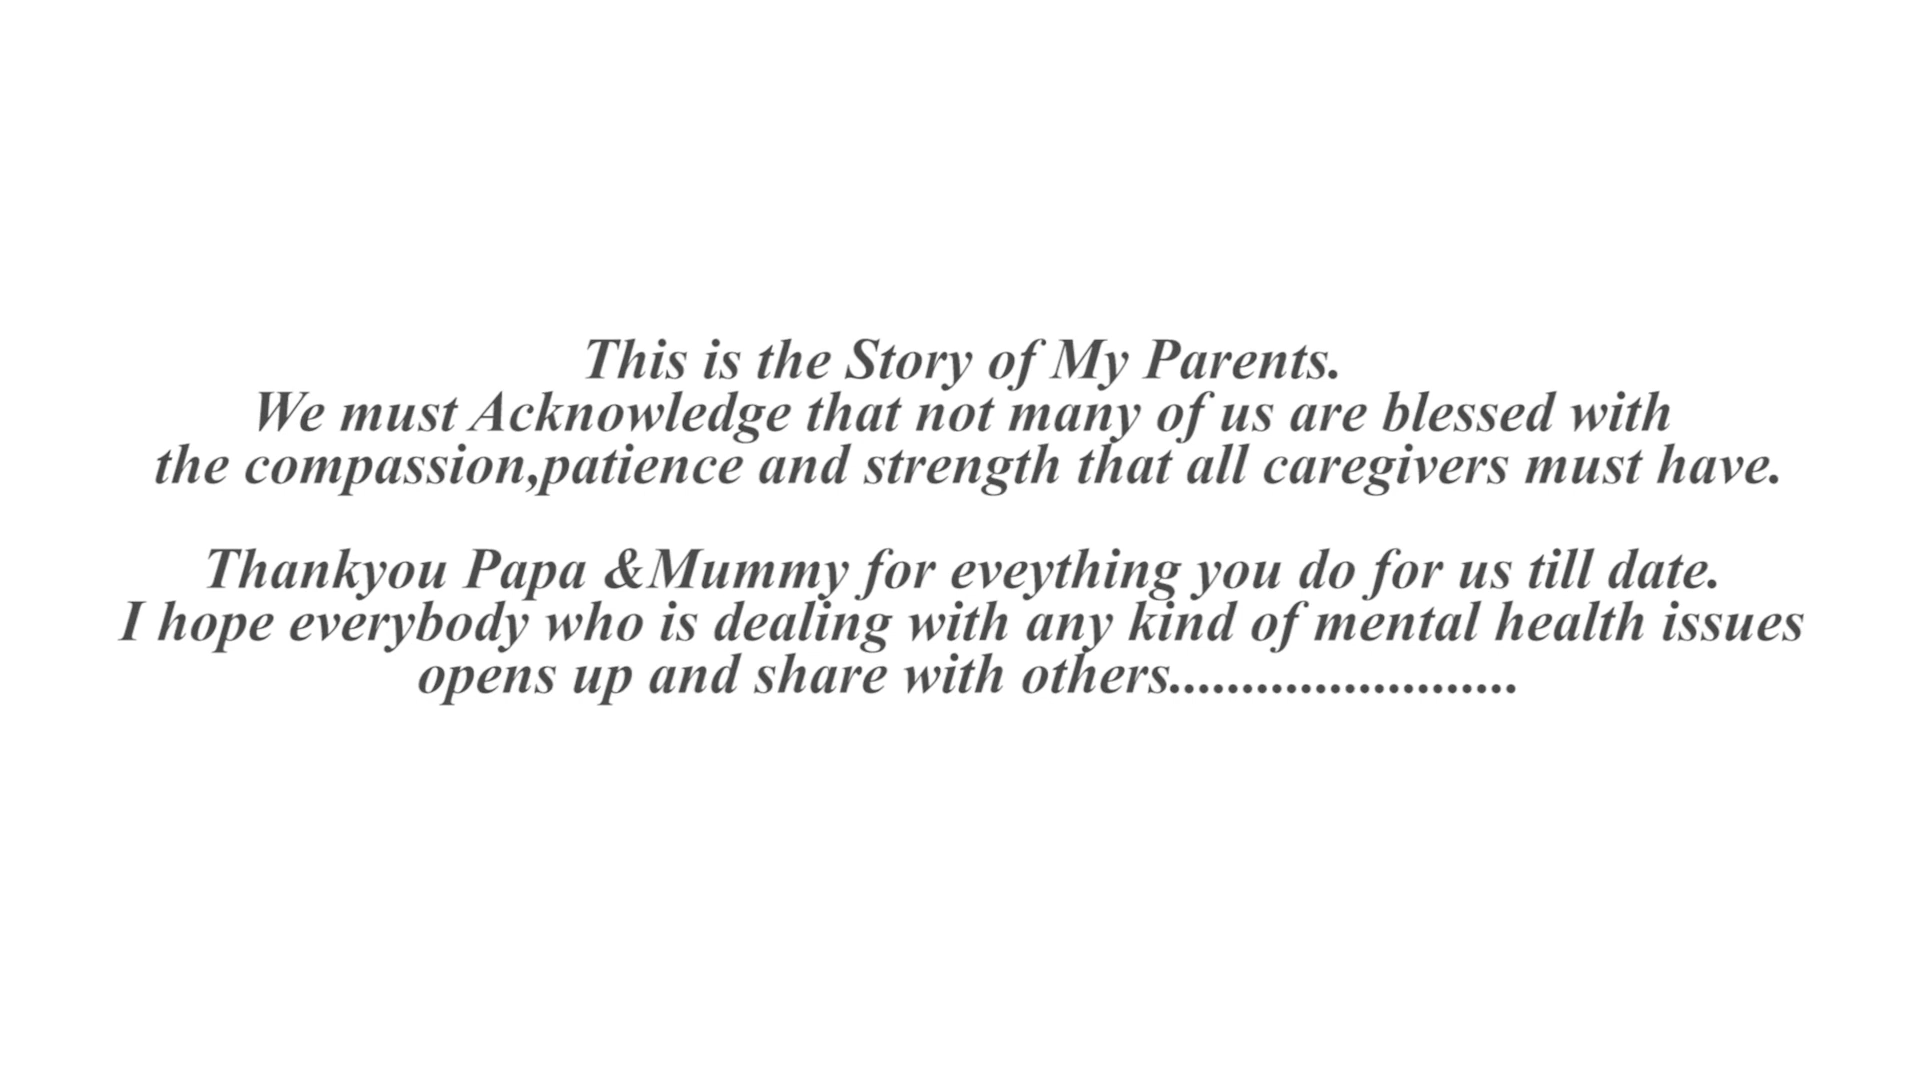 This is the Story of My Parents.
We must Acknowledge that not many of us are blessed with
the compassion,patience and strength that all caregivers must have.
Thankyou Papa &Mummy for eveything you do for us till date.
I hope everybody who is dealing with any kind of mental health issues
opens up and share with others........................